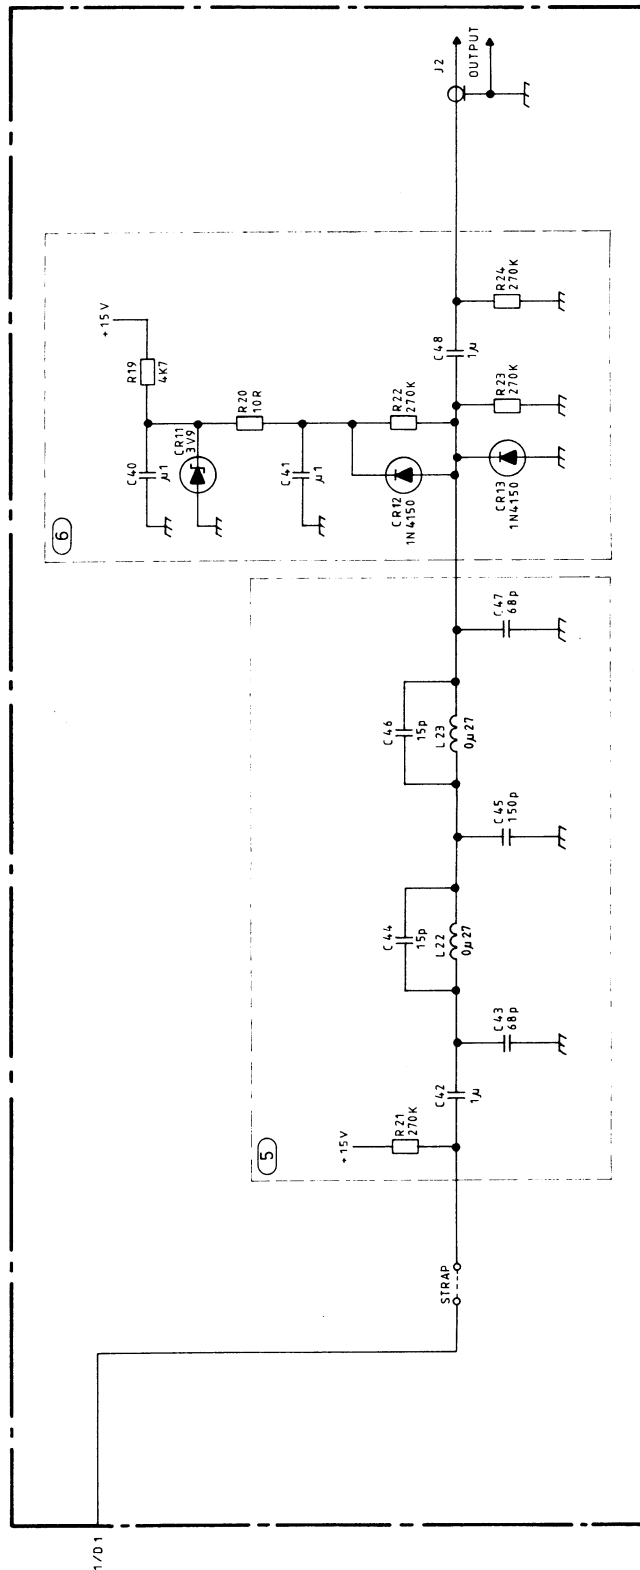 J2
OUTPUT
6
+15V
R19
4K7
C40
µ1
CR11
3V9
R20
10R
C41
µ1
R22
270K
CR12
1N4150
C48
1µ
R24
270K
R23
270K
CR13
1N4150
5
C47
68p
C46
15p
L23
0µ27
C45
150p
C44
15p
L22
0µ27
C43
68p
C42
1µ
+15V
R21
270K
STRAP
1/D1